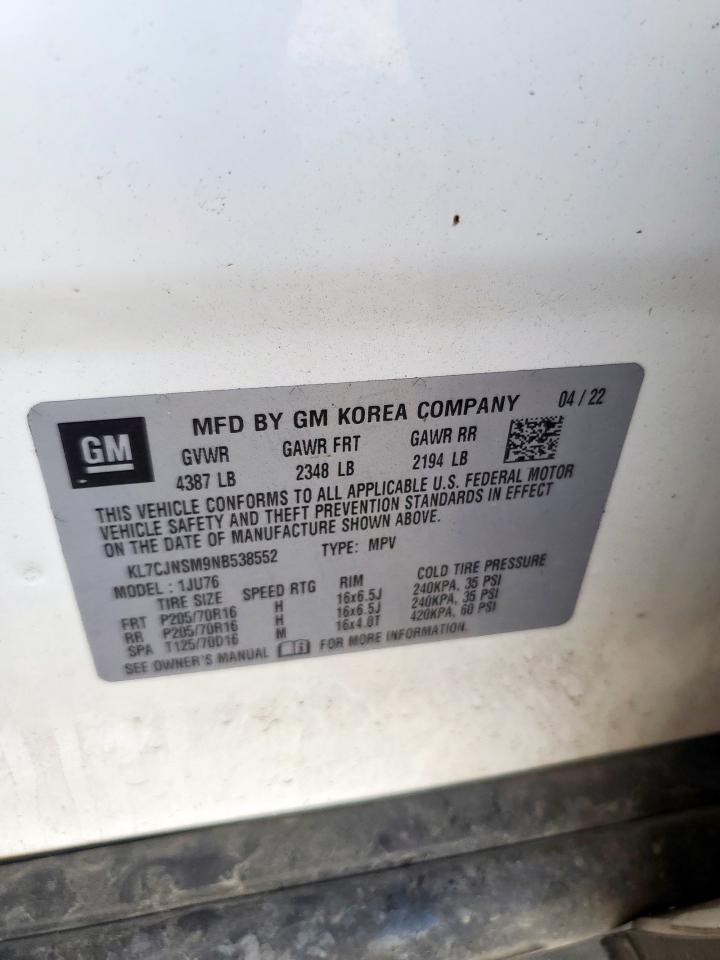 GM
MFD BY GM KOREA COMPANY 04 / 22
GVWR GAWR FRT GAWR RR
4387 LB 2348 LB 2194 LB
THIS VEHICLE CONFORMS TO ALL APPLICABLE U.S. FEDERAL MOTOR
VEHICLE SAFETY AND THEFT PREVENTION STANDARDS IN EFFECT
ON THE DATE OF MANUFACTURE SHOWN ABOVE.
KL7CJNSM9NB538552 TYPE: MPV
MODEL : 1JU76
TIRE SIZE SPEED RTG RIM COLD TIRE PRESSURE
FRT P205/70R16 H 16x6.5J 240KPA, 35 PSI
RR P205/70R16 H 16x6.5J 240KPA, 35 PSI
SPA T125/70D16 M 16x4.0T 420KPA, 60 PSI
SEE OWNER'S MANUAL FOR MORE INFORMATION.